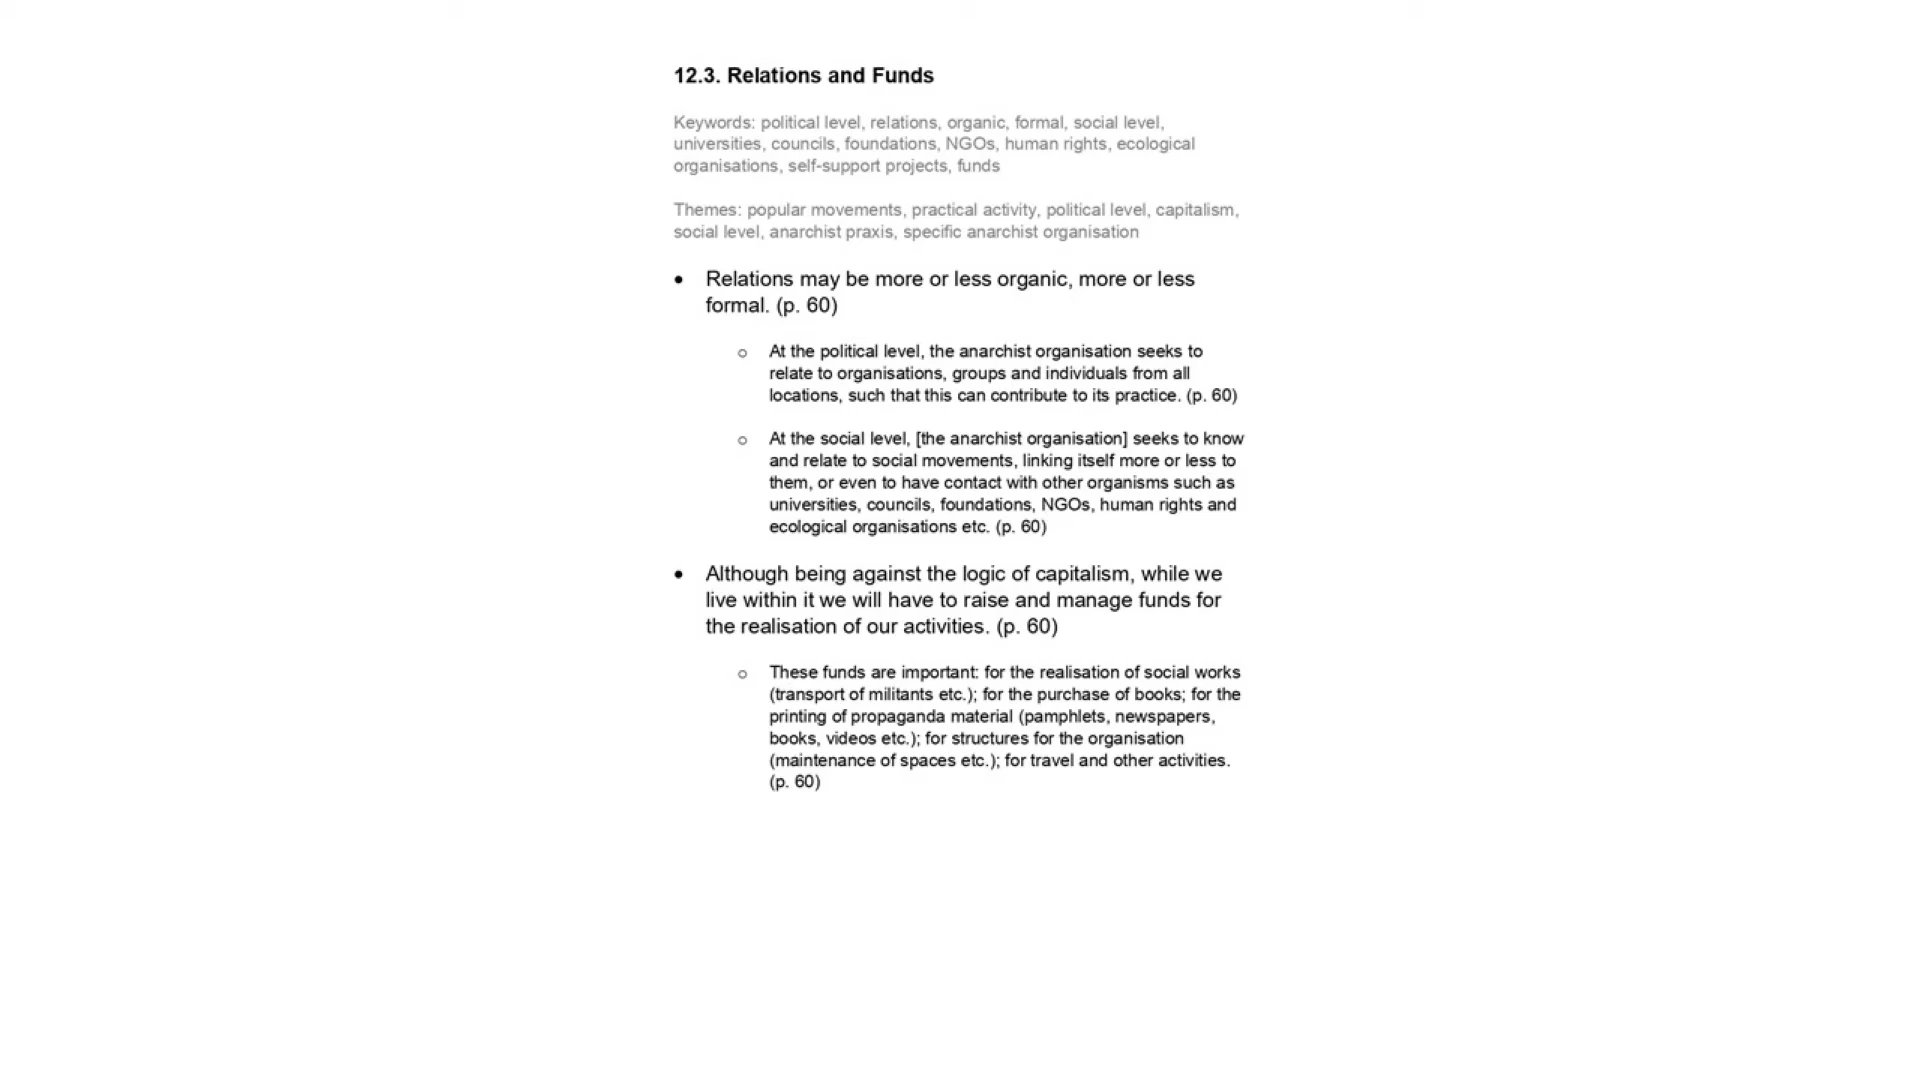 12.3. Relations and Funds
Keywords: political level, relations, organic, formal, social level,
universities, councils, foundations, NGOs, human rights, ecological
organisations, self-support projects, funds
Themes: popular movements, practical activity, political level, capitalism,
social level, anarchist praxis, specific anarchist organisation
• Relations may be more or less organic, more or less
formal. (p. 60)
o At the political level, the anarchist organisation seeks to
relate to organisations, groups and individuals from all
locations, such that this can contribute to its practice. (p. 60)
o At the social level, [the anarchist organisation] seeks to know
and relate to social movements, linking itself more or less to
them, or even to have contact with other organisms such as
universities, councils, foundations, NGOs, human rights and
ecological organisations etc. (p. 60)
• Although being against the logic of capitalism, while we
live within it we will have to raise and manage funds for
the realisation of our activities. (p. 60)
o These funds are important: for the realisation of social works
(transport of militants etc.); for the purchase of books; for the
printing of propaganda material (pamphlets, newspapers,
books, videos etc.); for structures for the organisation
(maintenance of spaces etc.); for travel and other activities.
(p. 60)